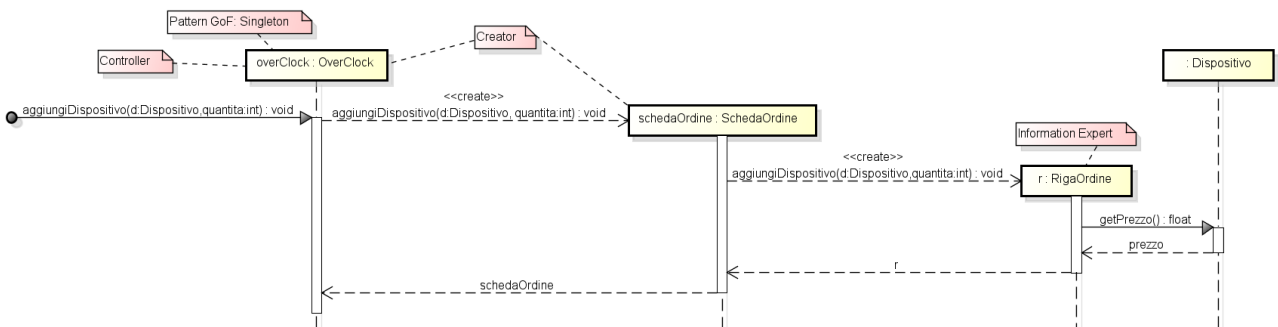 Pattern GoF: Singleton
Creator
Controller
overClock : OverClock
: Dispositivo
<<create>>
aggiungiDispositivo(d:Dispositivo,quantita:int) : void
aggiungiDispositivo(d:Dispositivo, quantita:int) : void
schedaOrdine : SchedaOrdine
Information Expert
<<create>>
aggiungiDispositivo(d:Dispositivo,quantita:int) : void
r : RigaOrdine
getPrezzo() : float
prezzo
r
schedaOrdine